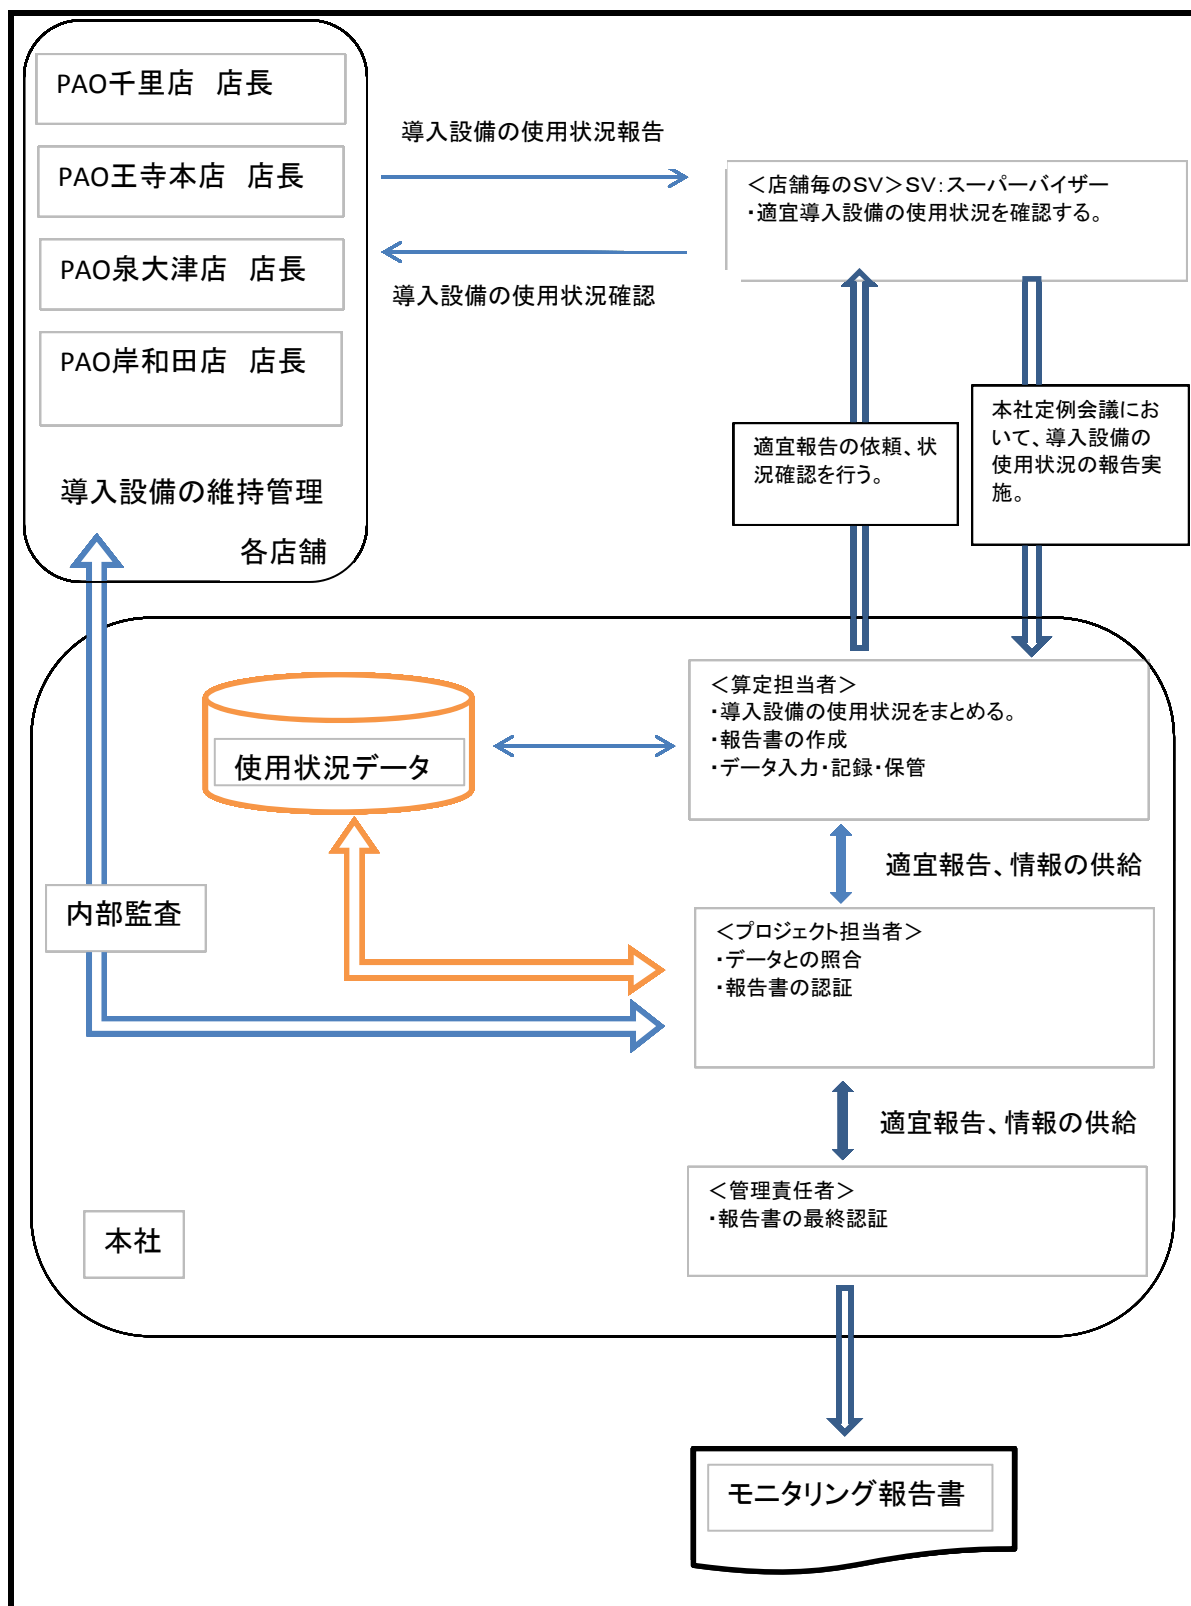 PAO千里店　店長
PAO王寺本店　店長
PAO泉大津店　店長
PAO岸和田店　店長
導入設備の維持管理
各店舗
導入設備の使用状況報告
導入設備の使用状況確認
＜店舗毎のSV＞SV：スーパーバイザー
・適宜導入設備の使用状況を確認する。
適宜報告の依頼、状
況確認を行う。
本社定例会議にお
いて、導入設備の
使用状況の報告実
施。
使用状況データ
＜算定担当者＞
・導入設備の使用状況をまとめる。
・報告書の作成
・データ入力・記録・保管
適宜報告、情報の供給
内部監査
＜プロジェクト担当者＞
・データとの照合
・報告書の認証
適宜報告、情報の供給
＜管理責任者＞
・報告書の最終認証
本社
モニタリング報告書